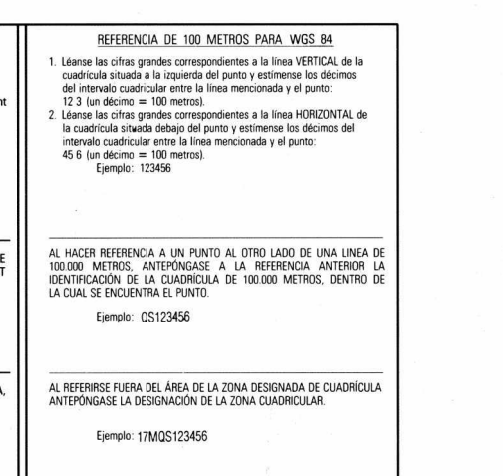 REFERENCIA DE 100 METROS PARA WGS 84
1. Léanse las cifras grandes correspondientes a la línea VERTICAL de la
cuadrícula situada a la izquierda del punto y estímense los décimos
del intervalo cuadricular entre la línea mencionada y el punto:
12 3 (un décimo = 100 metros).
2. Léanse las cifras grandes correspondientes a la línea HORIZONTAL de
la cuadrícula situada debajo del punto y estímense los décimos del
intervalo cuadricular entre la línea mencionada y el punto:
45 6 (un décimo = 100 metros).
Ejemplo: 123456
AL HACER REFERENCIA A UN PUNTO AL OTRO LADO DE UNA LINEA DE
100.000 METROS, ANTEPÓNGASE A LA REFERENCIA ANTERIOR LA
IDENTIFICACIÓN DE LA CUADRÍCULA DE 100.000 METROS, DENTRO DE
LA CUAL SE ENCUENTRA EL PUNTO.
Ejemplo: QS123456
AL REFERIRSE FUERA DEL ÁREA DE LA ZONA DESIGNADA DE CUADRÍCULA
ANTEPÓNGASE LA DESIGNACIÓN DE LA ZONA CUADRICULAR.
Ejemplo: 17MQS123456